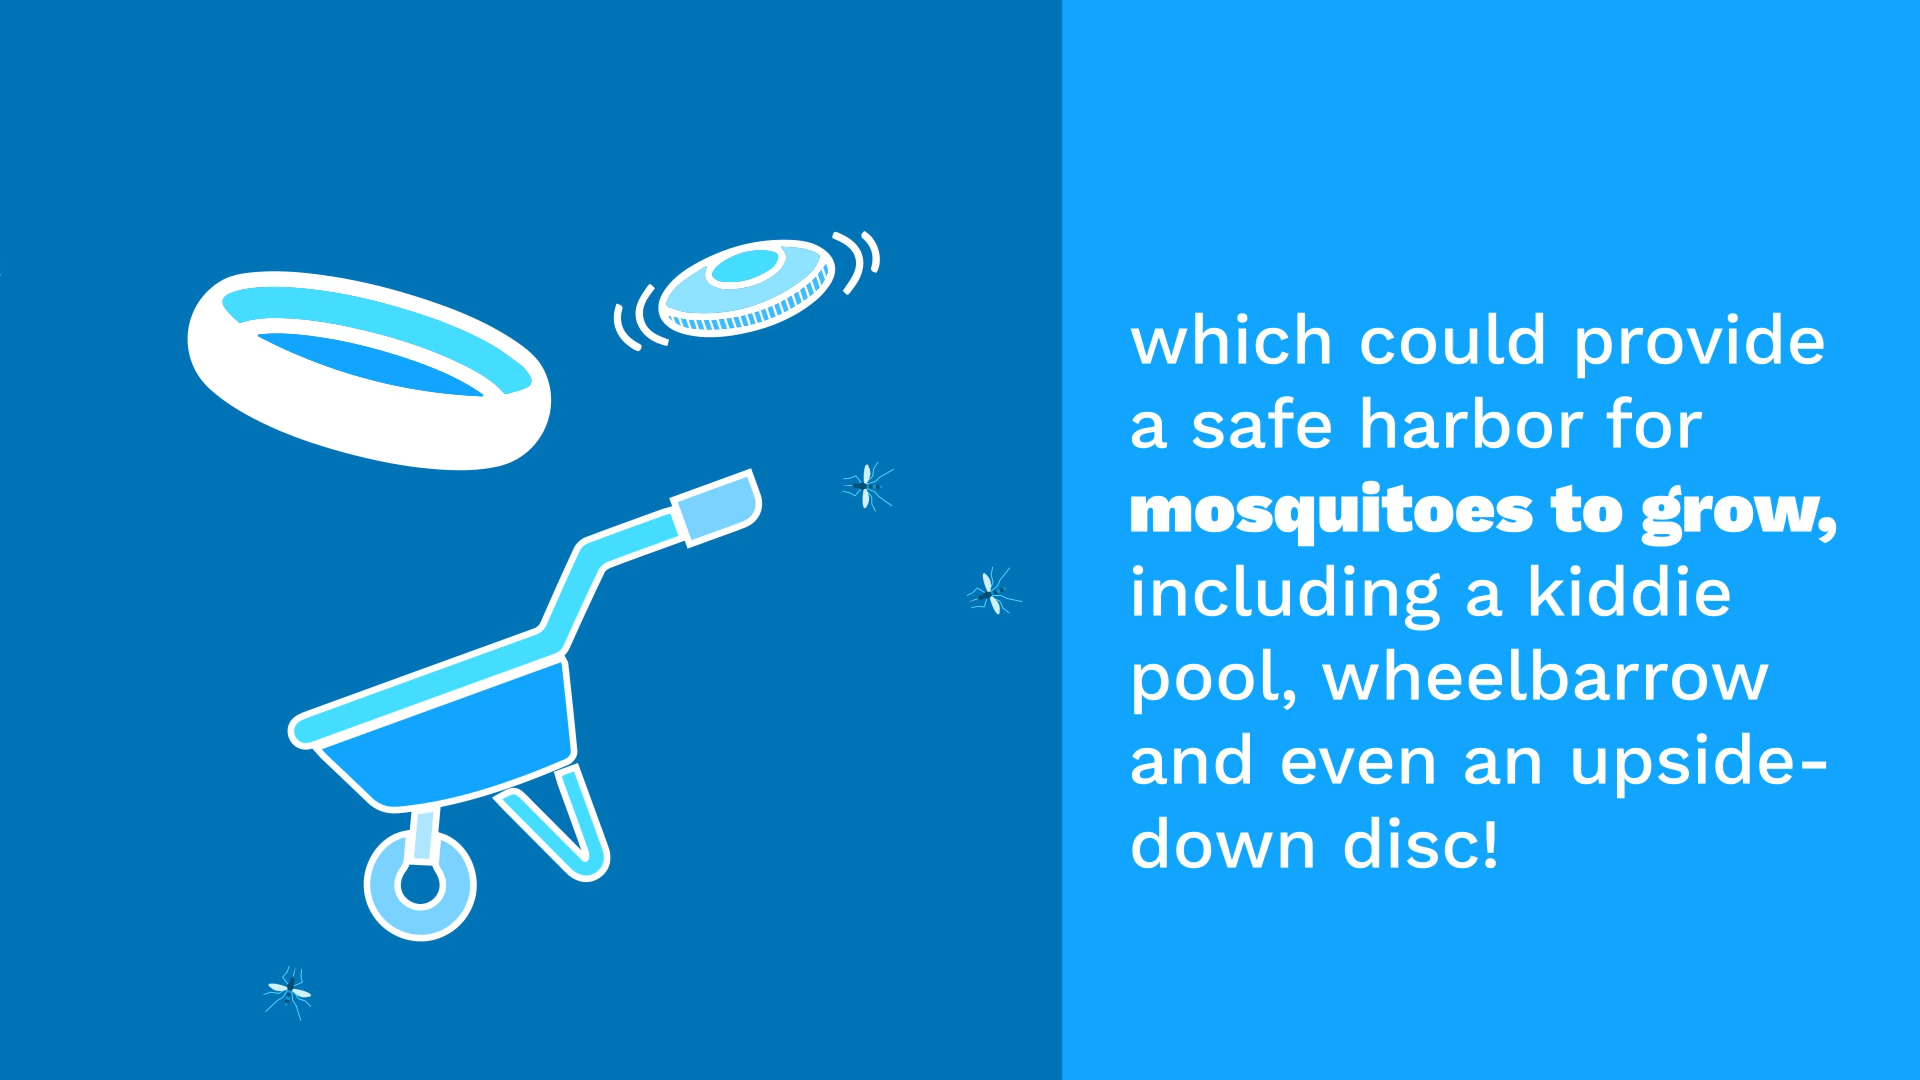 which could provide
a safe harbor for
mosquitoes to grow,
including a kiddie
pool, wheelbarrow
and even an upside-
down disc!